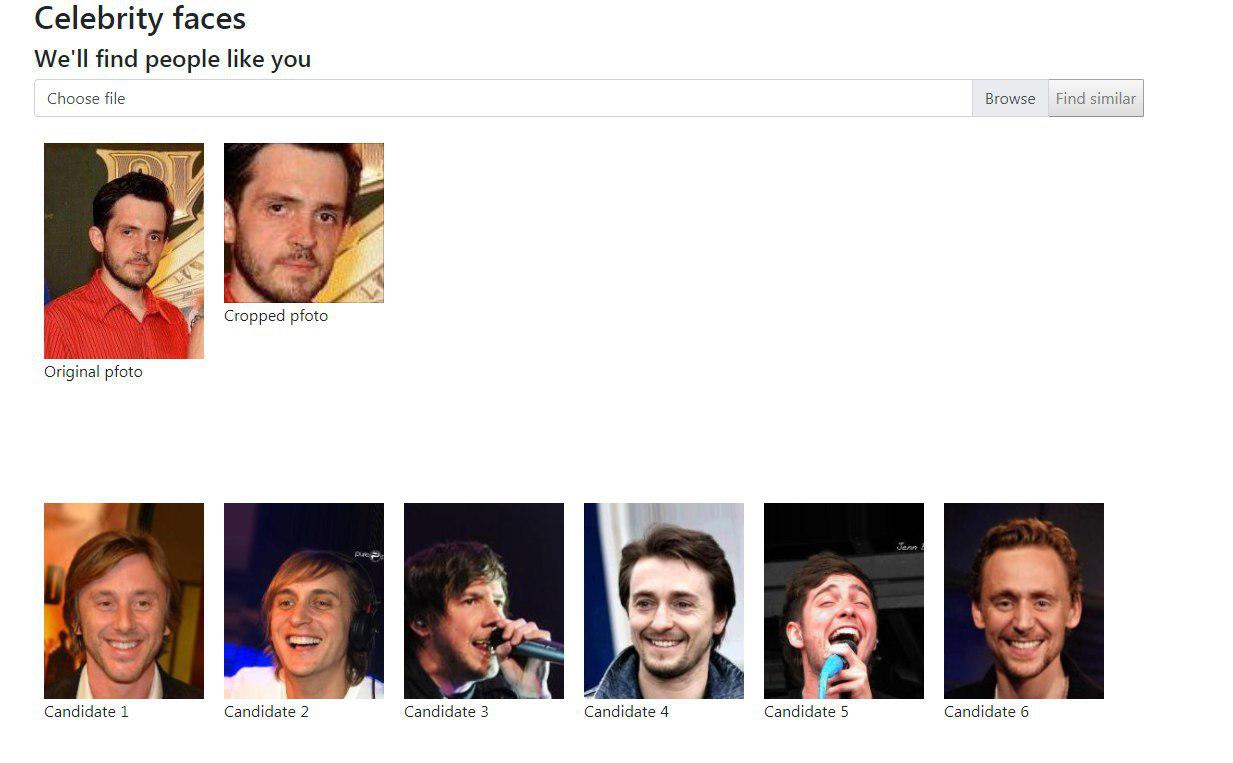 Celebrity faces
We'll find people like you
Choose file Browse Find similar
Cropped pfoto
Original pfoto
Candidate 1 Candidate 2 Candidate 3 Candidate 4 Candidate 5 Candidate 6